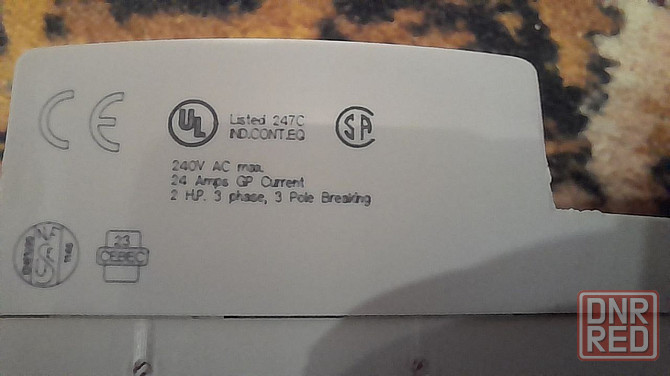 CE
UL Listed 247C
IND.CONT.EQ
SA
240V AC max.
24 Amps GP Current
2 H.P. 3 phase, 3 Pole Breaking
NF
23
CEBEC
DNR
RED